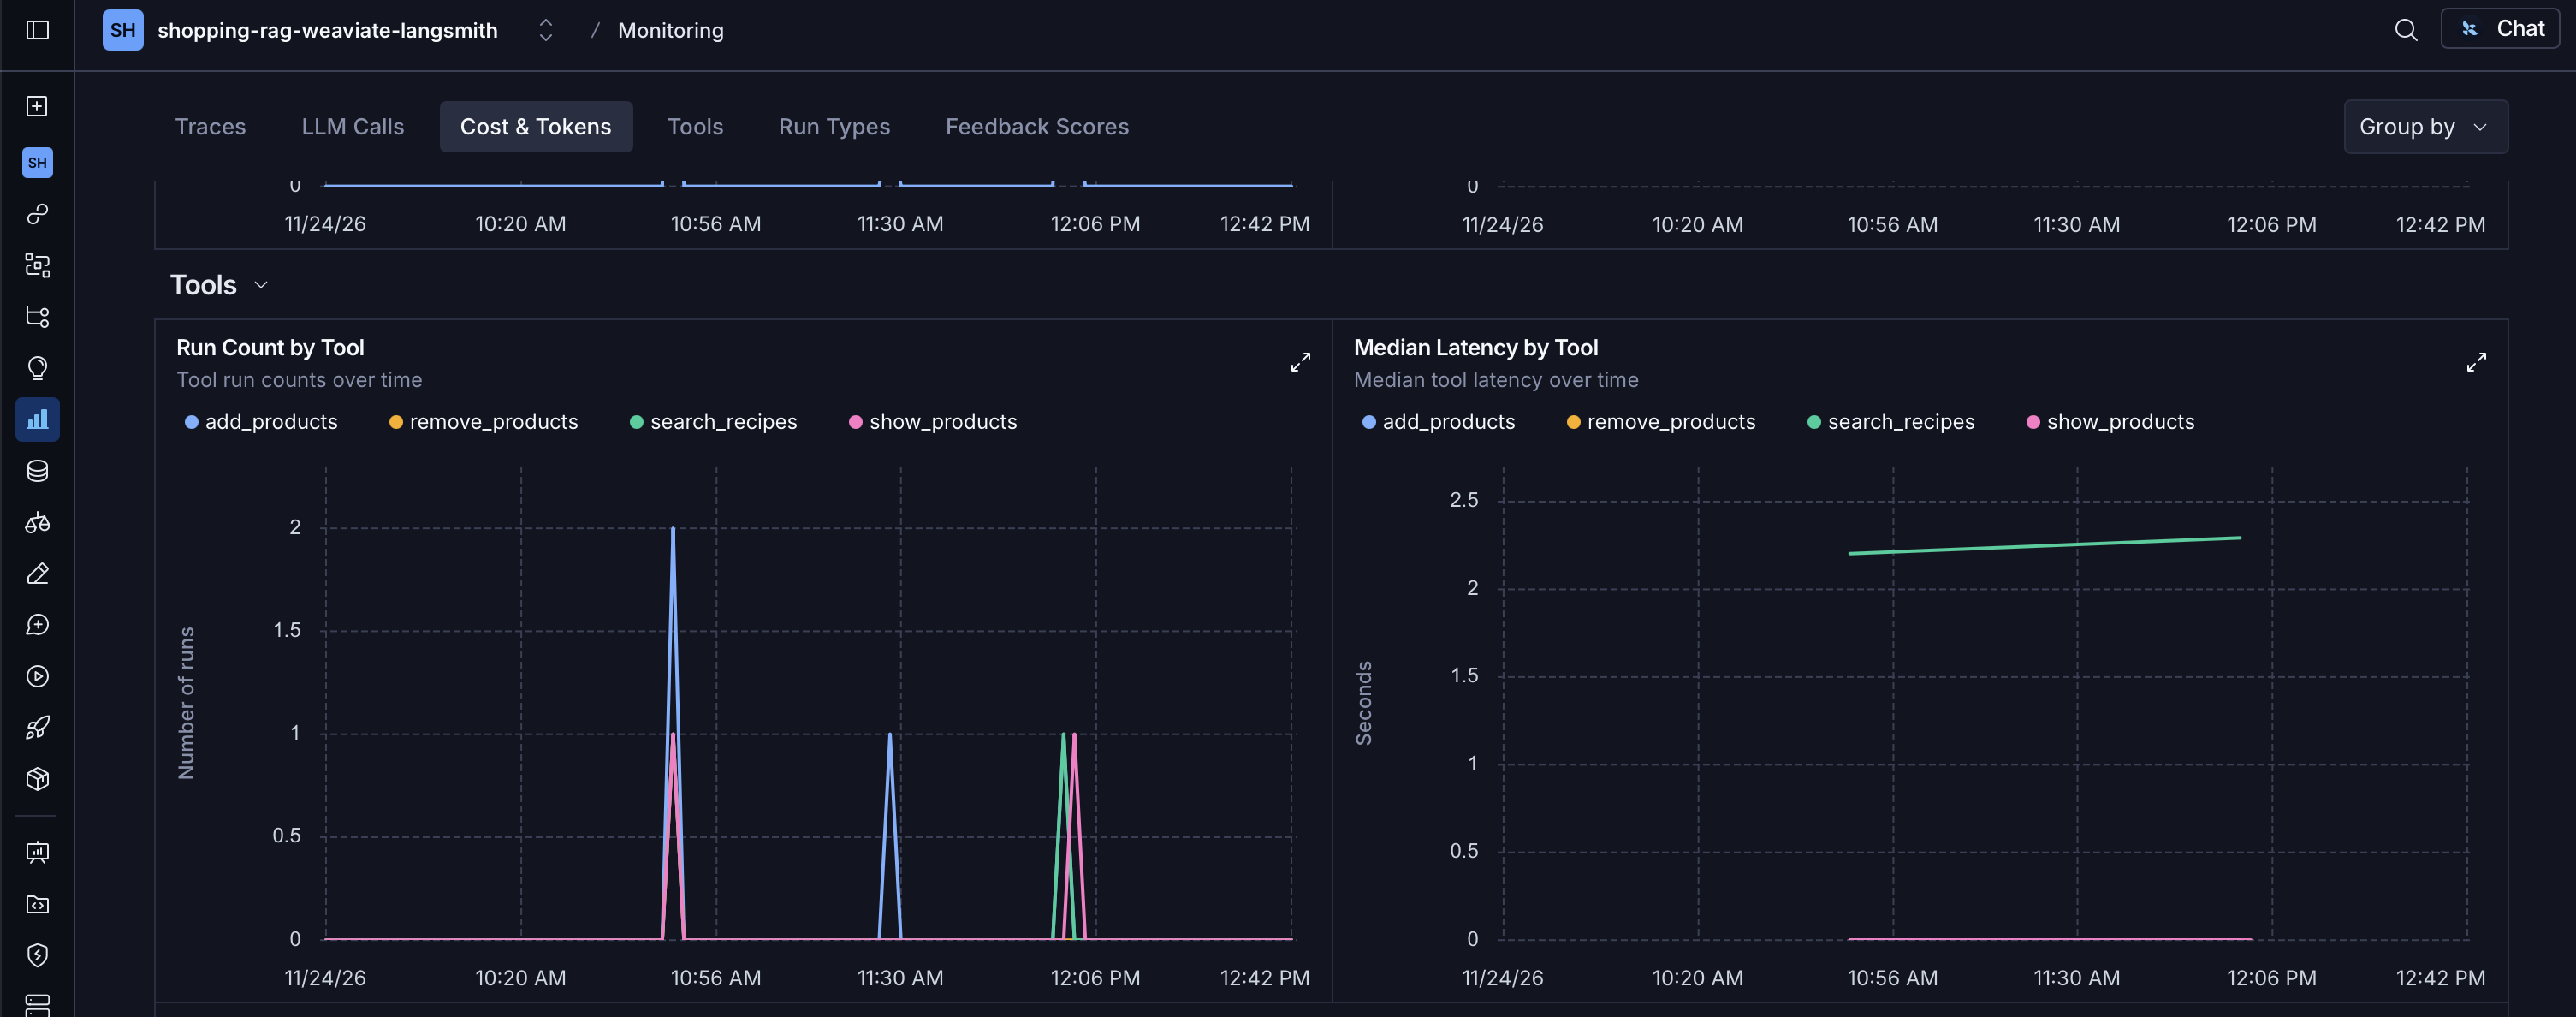 SH shopping-rag-weaviate-langsmith / Monitoring
Chat
Traces LLM Calls Cost & Tokens Tools Run Types Feedback Scores
Group by
SH
0
11/24/26 10:20 AM 10:56 AM 11:30 AM 12:06 PM 12:42 PM
0
11/24/26 10:20 AM 10:56 AM 11:30 AM 12:06 PM 12:42 PM
Tools
Run Count by Tool
Tool run counts over time
add_products remove_products search_recipes show_products
Number of runs
2
1.5
1
0.5
0
11/24/26 10:20 AM 10:56 AM 11:30 AM 12:06 PM 12:42 PM
Median Latency by Tool
Median tool latency over time
add_products remove_products search_recipes show_products
Seconds
2.5
2
1.5
1
0.5
0
11/24/26 10:20 AM 10:56 AM 11:30 AM 12:06 PM 12:42 PM